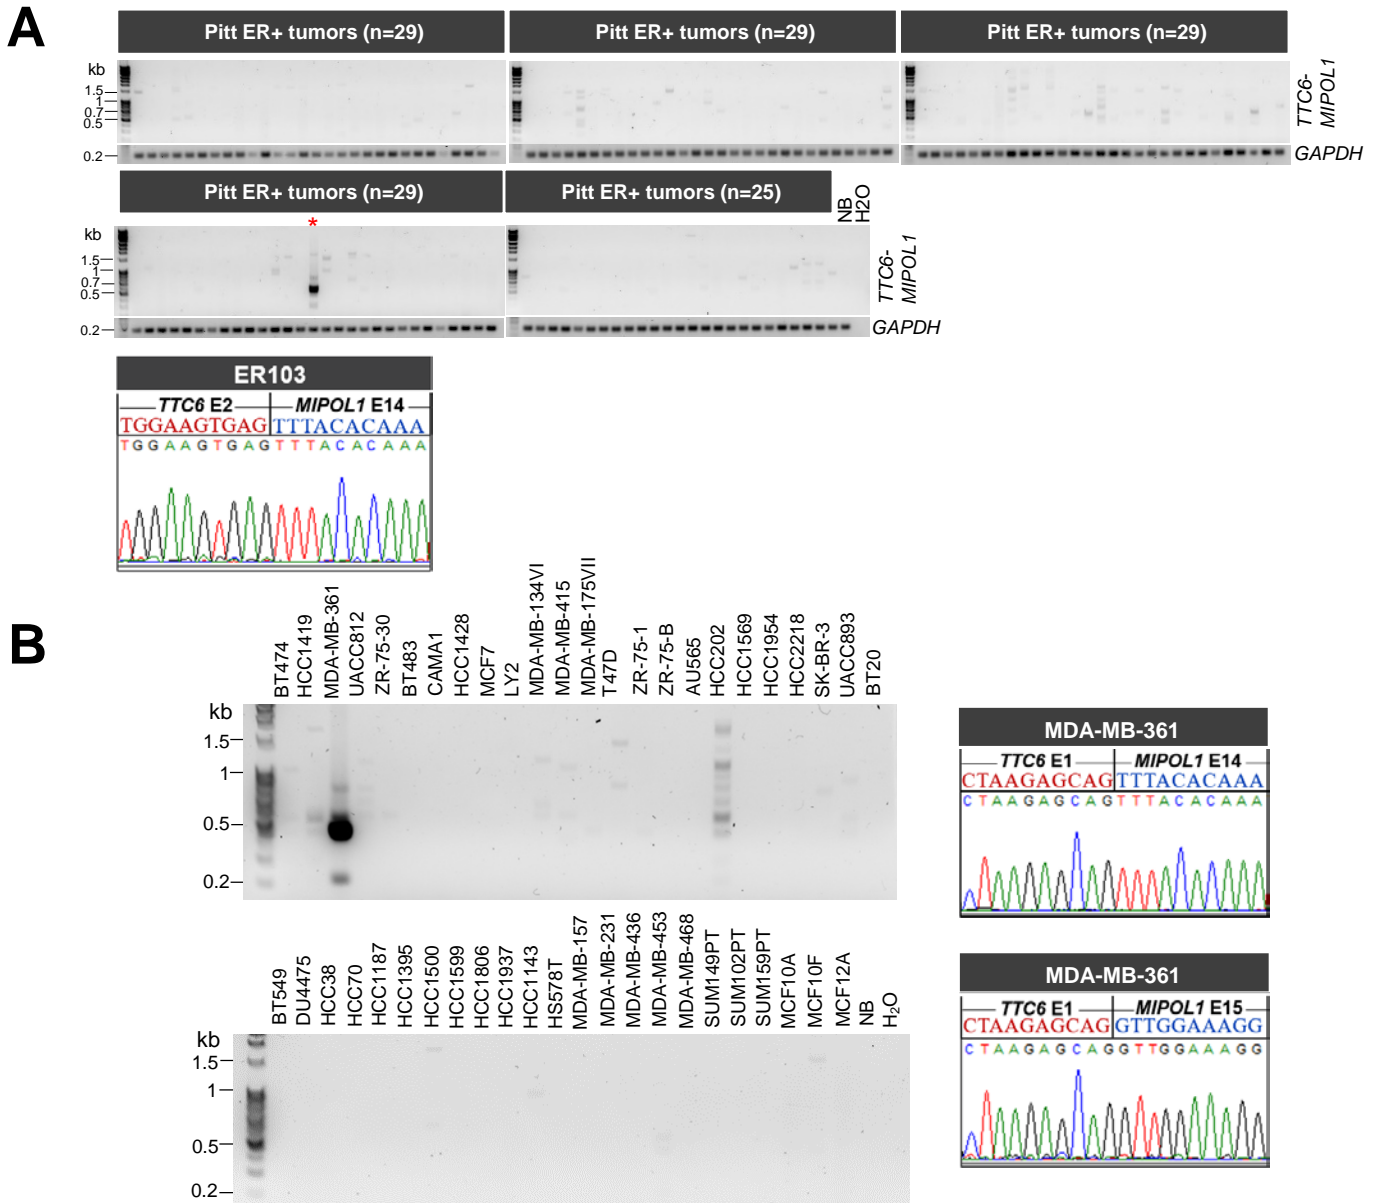 A
Pitt ER+ tumors (n=29)
Pitt ER+ tumors (n=29)
Pitt ER+ tumors (n=29)
kb
1.5
1
0.7
0.5
0.2
TTC6-
MIPOL1
GAPDH
Pitt ER+ tumors (n=29)
Pitt ER+ tumors (n=25)
NB
H2O
*
kb
1.5
1
0.7
0.5
0.2
TTC6-
MIPOL1
GAPDH
ER103
TTC6 E2 MIPOL1 E14
TGGAAGTGAG TTTACACAAA
TGGAAGTGAGTTTACACAAA
B
BT474
HCC1419
MDA-MB-361
UACC812
ZR-75-30
BT483
CAMA1
HCC1428
MCF7
LY2
MDA-MB-134VI
MDA-MB-415
MDA-MB-175VII
T47D
ZR-75-1
ZR-75-B
AU565
HCC202
HCC1569
HCC1954
HCC2218
SK-BR-3
UACC893
BT20
kb
1.5
1
0.5
0.2
MDA-MB-361
TTC6 E1 MIPOL1 E14
CTAAGAGCAG TTTACACAAA
CTAAGAGCAGTTTACACAAA
BT549
DU4475
HCC38
HCC70
HCC1187
HCC1395
HCC1500
HCC1599
HCC1806
HCC1937
HCC1143
HS578T
MDA-MB-157
MDA-MB-231
MDA-MB-436
MDA-MB-453
MDA-MB-468
SUM149PT
SUM102PT
SUM159PT
MCF10A
MCF10F
MCF12A
NB
H₂O
kb
1.5
1
0.5
0.2
MDA-MB-361
TTC6 E1 MIPOL1 E15
CTAAGAGCAG GTTGGAAAGG
CTAAGAGCAGGTTGGAAAGG